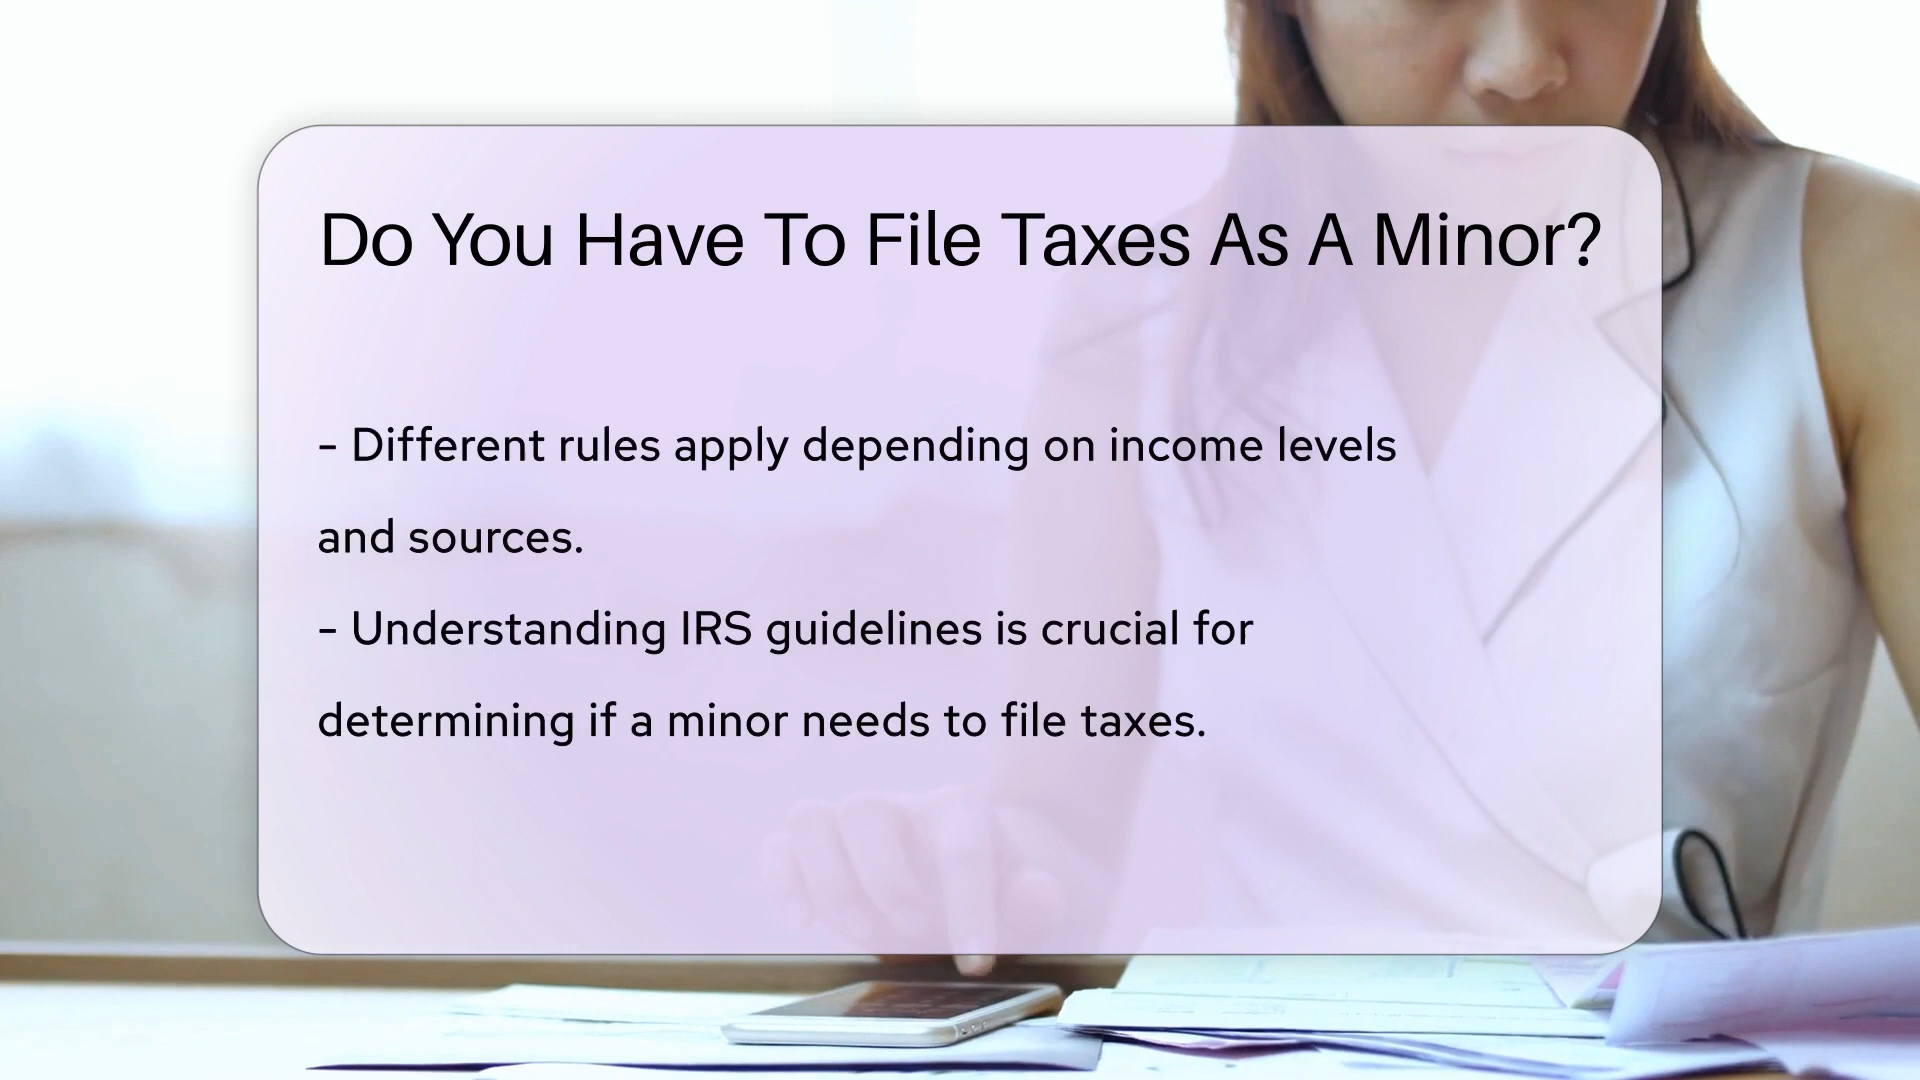 Do You Have To File Taxes As A Minor?
- Different rules apply depending on income levels
and sources.
- Understanding IRS guidelines is crucial for
determining if a minor needs to file taxes.